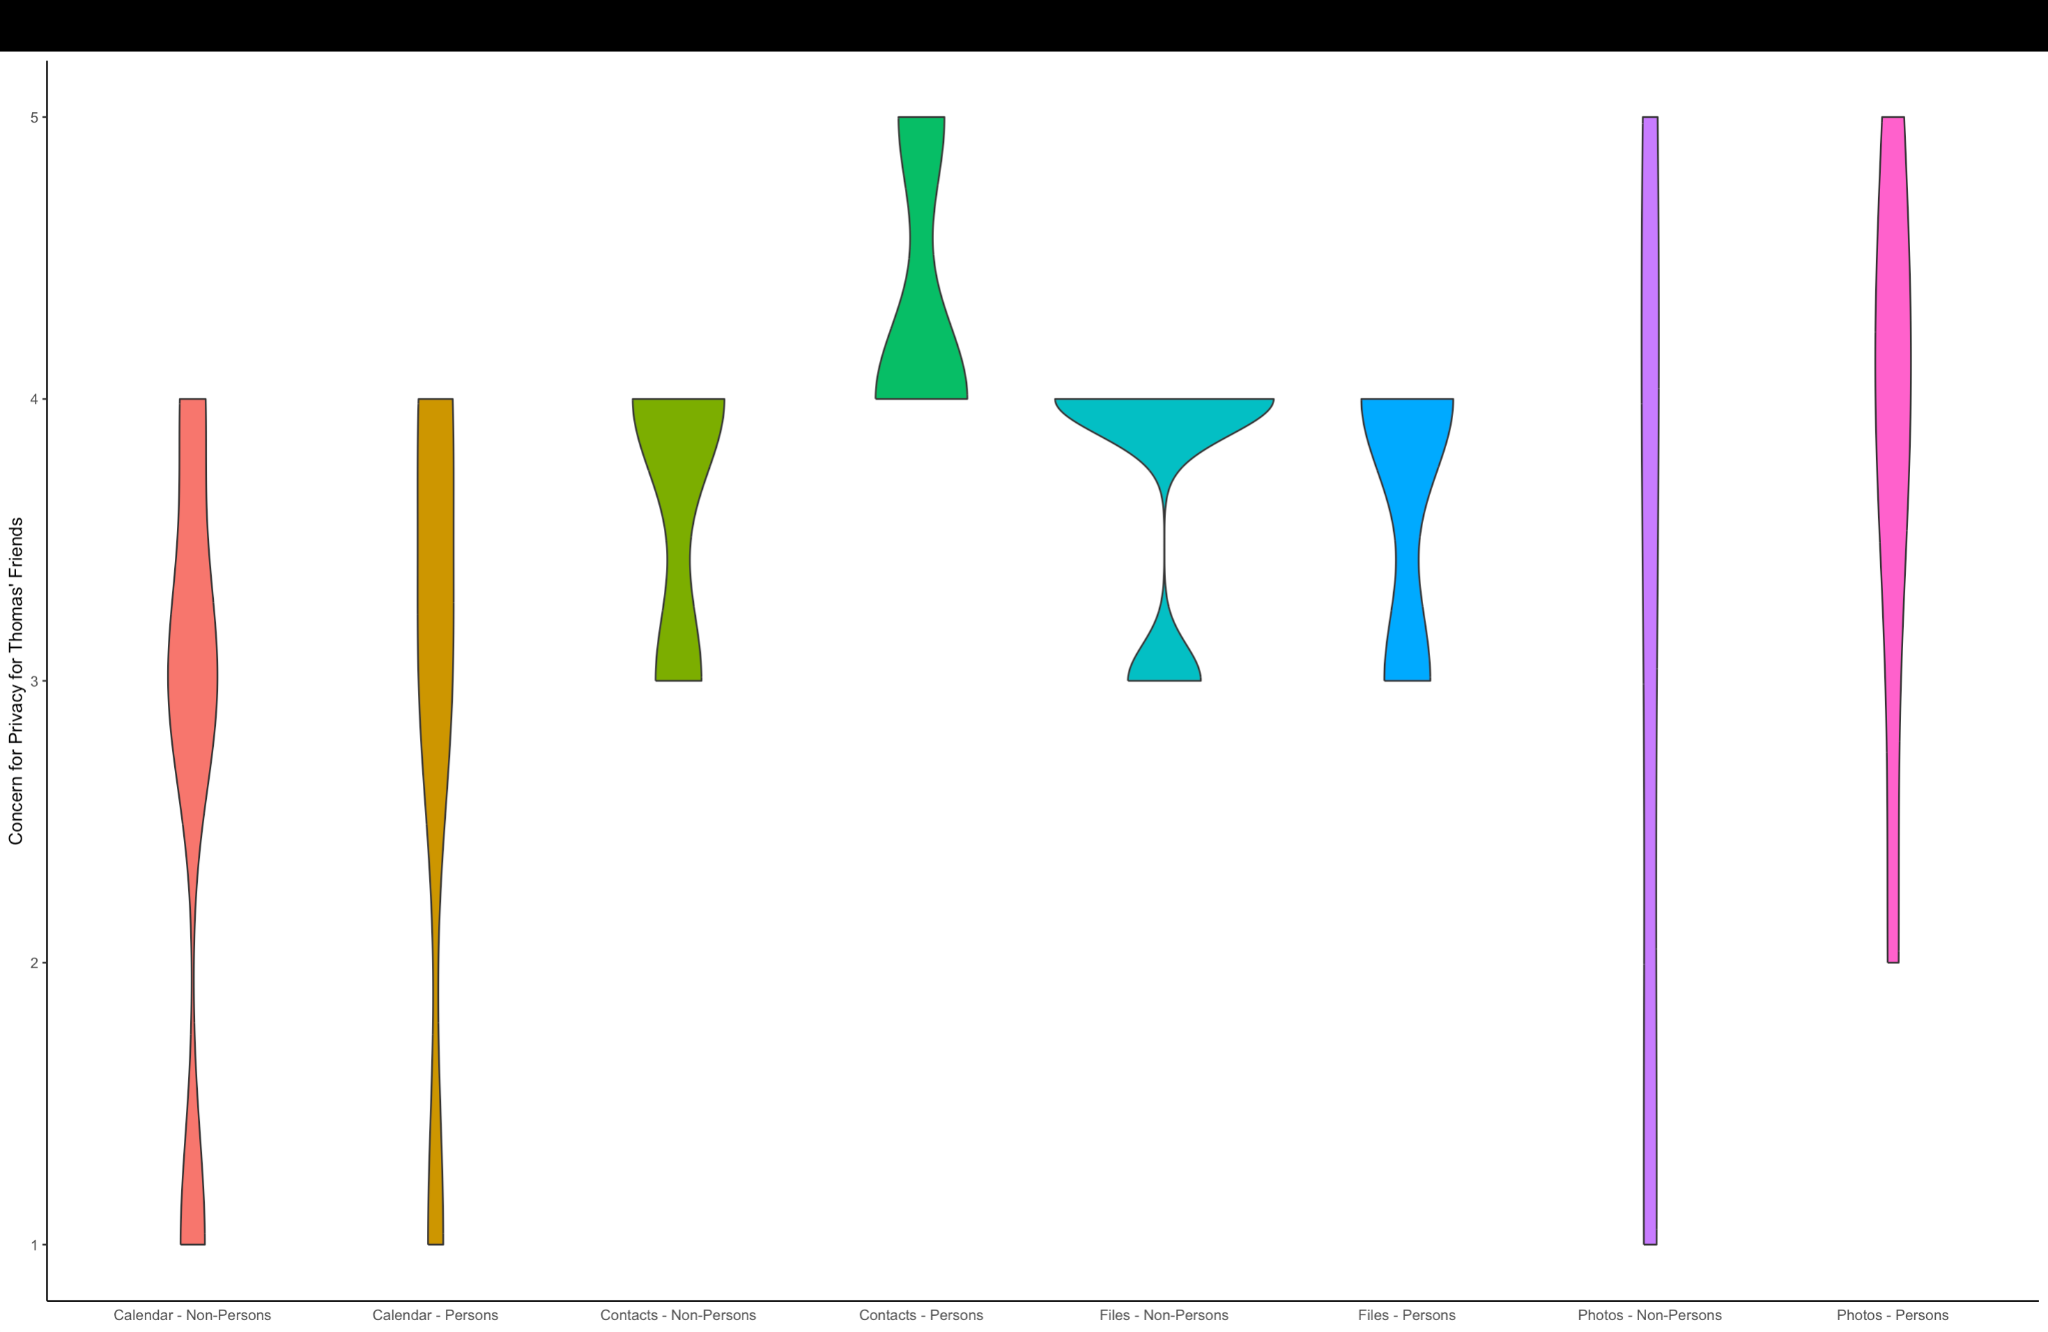 5
4
3
2
1
Concern for Privacy for Thomas' Friends
Calendar - Non-Persons
Calendar - Persons
Contacts - Non-Persons
Contacts - Persons
Files - Non-Persons
Files - Persons
Photos - Non-Persons
Photos - Persons